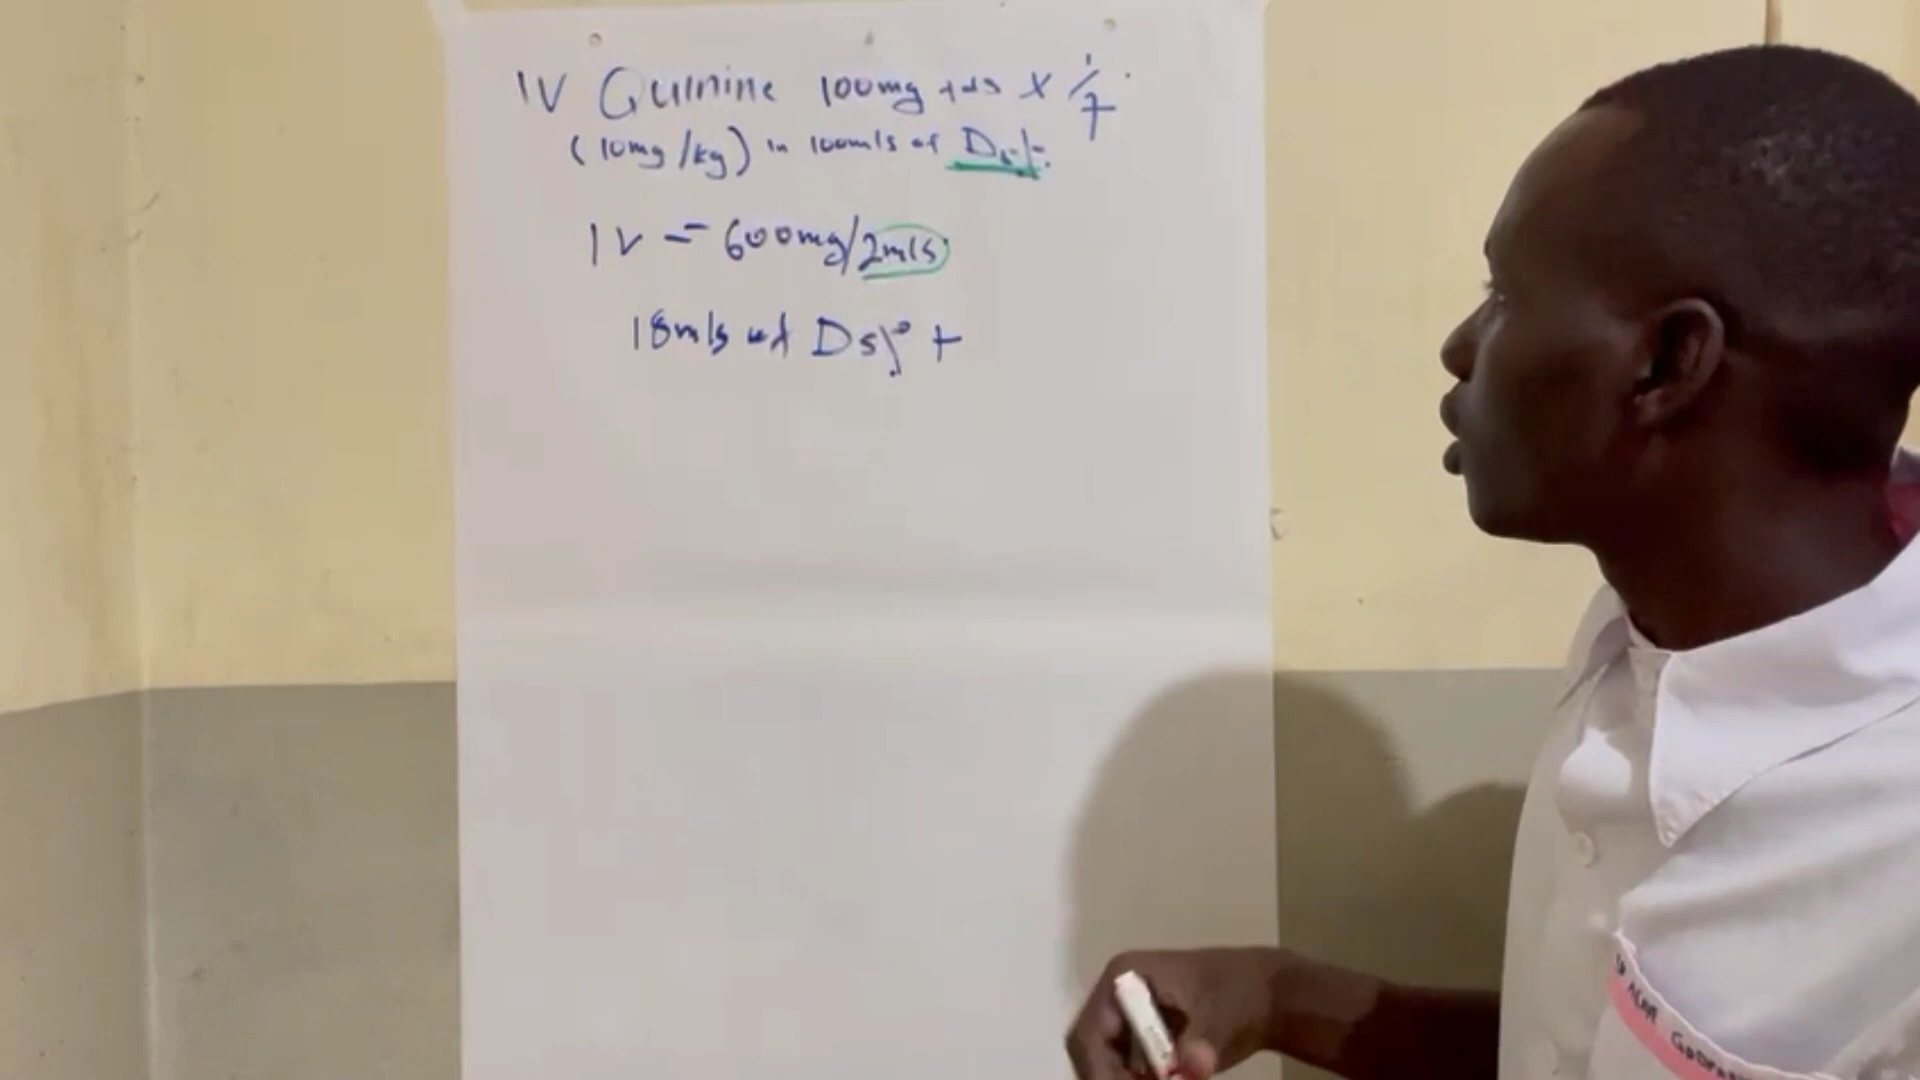 IV Quinine 100mg tds X 1/7
(10mg/kg) in 100mls of D5%
IV = 600mg/2mls
18mls of D5% +